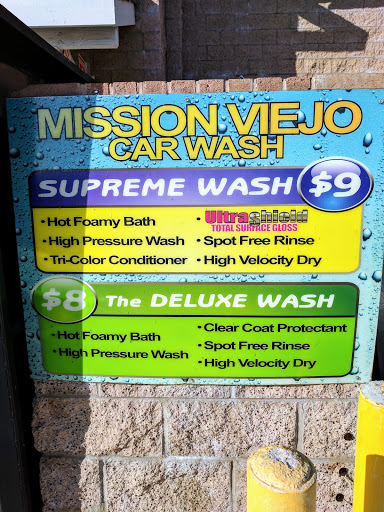 MISSION VIEJO
CAR WASH
SUPREME WASH $9
• Hot Foamy Bath
• High Pressure Wash
• Tri-Color Conditioner
• Ultrashield
TOTAL SURFACE GLOSS
• Spot Free Rinse
• High Velocity Dry
$8 The DELUXE WASH
• Hot Foamy Bath
• High Pressure Wash
• Clear Coat Protectant
• Spot Free Rinse
• High Velocity Dry